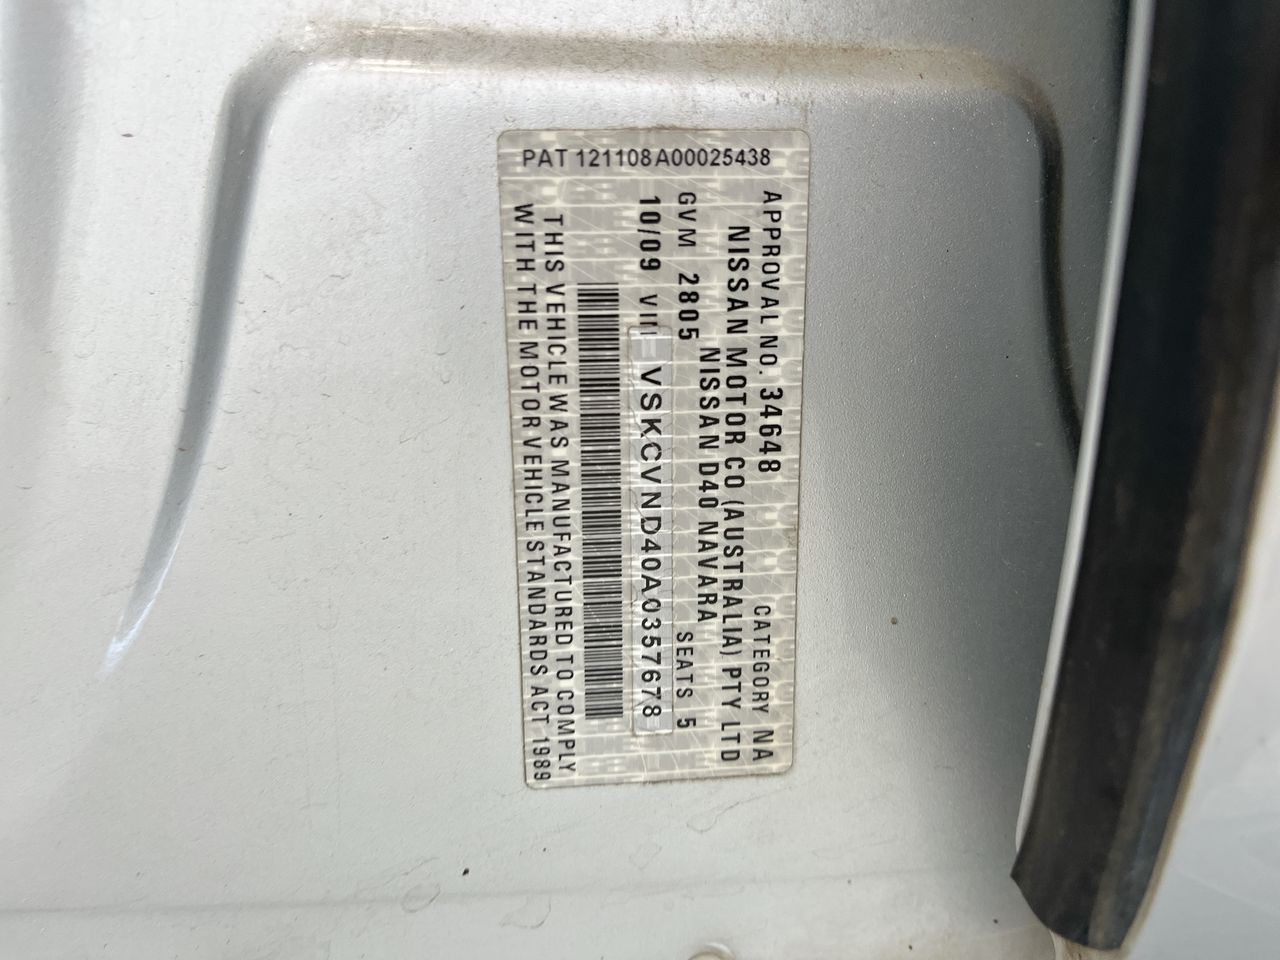 PAT 121108A00025438
APPROVAL NO. 34648 CATEGORY NA
NISSAN MOTOR CO (AUSTRALIA) PTY LTD
NISSAN D40 NAVARA
GVM 2805 SEATS 5
10/09 VIN VSKCVND40A0357678
THIS VEHICLE WAS MANUFACTURED TO COMPLY
WITH THE MOTOR VEHICLE STANDARDS ACT 1989